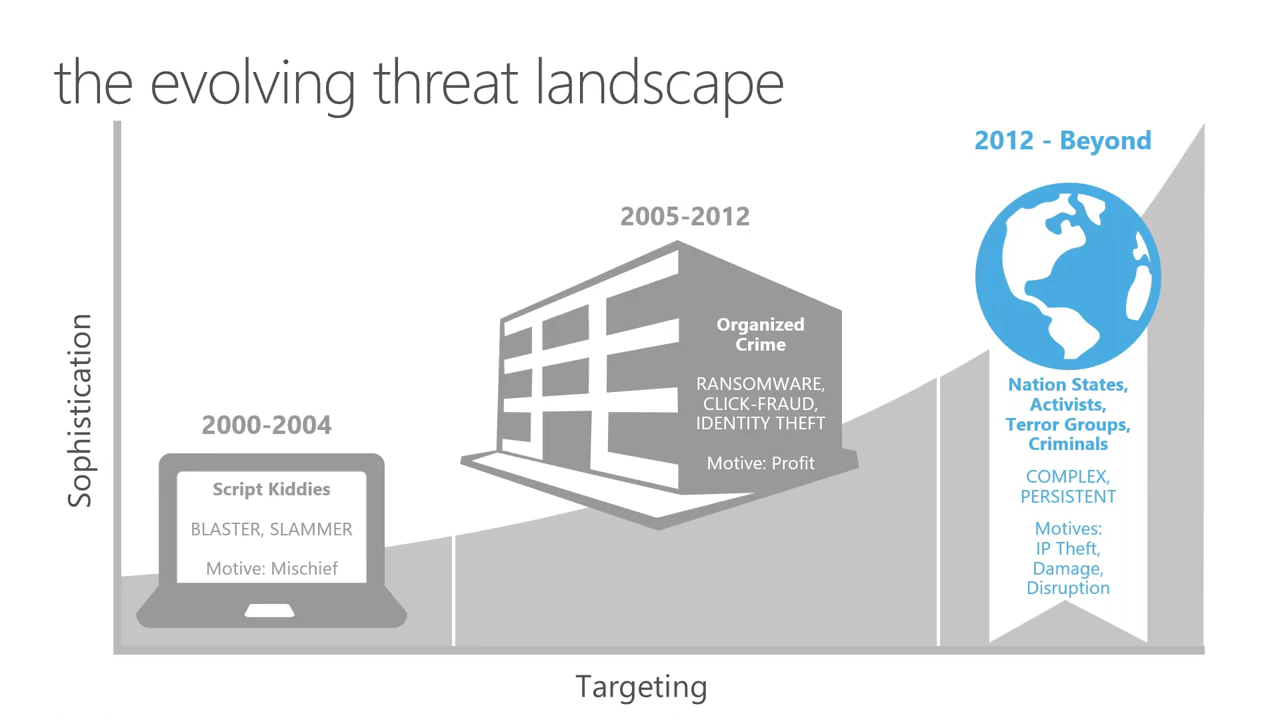 the evolving threat landscape
2012 - Beyond
2005-2012
Organized
Crime
RANSOMWARE,
CLICK-FRAUD,
IDENTITY THEFT
Motive: Profit
Nation States,
Activists,
Terror Groups,
Criminals
COMPLEX,
PERSISTENT
Motives:
IP Theft,
Damage,
Disruption
2000-2004
Script Kiddies
BLASTER, SLAMMER
Motive: Mischief
Sophistication
Targeting